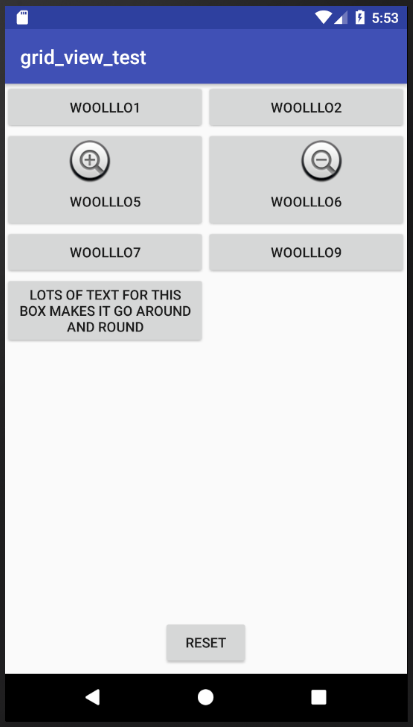 5:53
grid_view_test
WOOLLLO1
WOOLLLO2
WOOLLLO5
WOOLLLO6
WOOLLLO7
WOOLLLO9
LOTS OF TEXT FOR THIS
BOX MAKES IT GO AROUND
AND ROUND
RESET